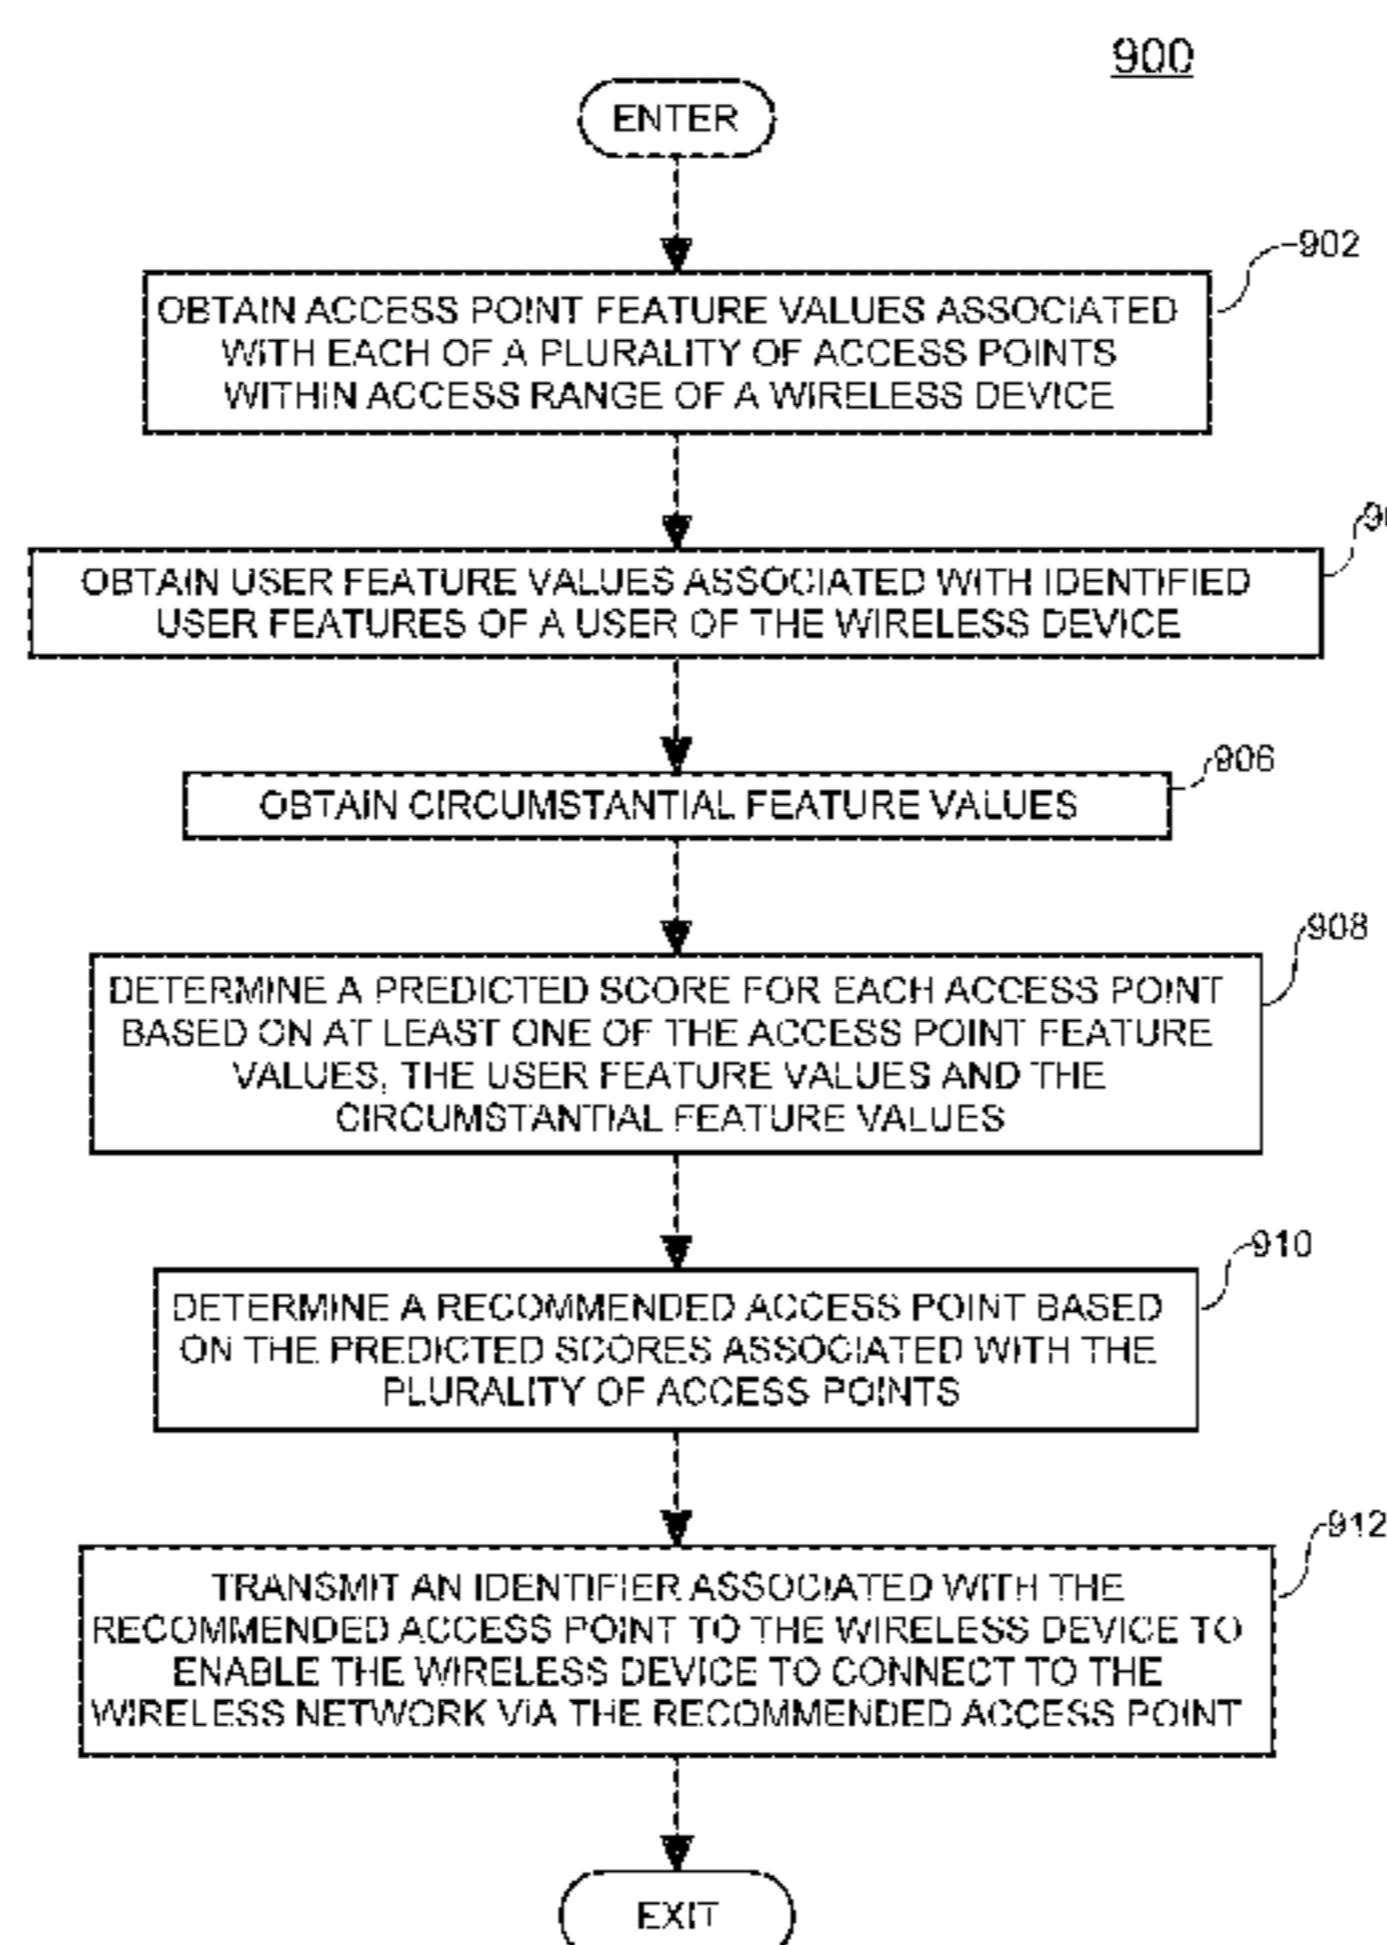 900
ENTER
902
OBTAIN ACCESS POINT FEATURE VALUES ASSOCIATED
WITH EACH OF A PLURALITY OF ACCESS POINTS
WITHIN ACCESS RANGE OF A WIRELESS DEVICE
OBTAIN USER FEATURE VALUES ASSOCIATED WITH IDENTIFIED
USER FEATURES OF A USER OF THE WIRELESS DEVICE
906
OBTAIN CIRCUMSTANTIAL FEATURE VALUES
908
DETERMINE A PREDICTED SCORE FOR EACH ACCESS POINT
BASED ON AT LEAST ONE OF THE ACCESS POINT FEATURE
VALUES, THE USER FEATURE VALUES AND THE
CIRCUMSTANTIAL FEATURE VALUES
910
DETERMINE A RECOMMENDED ACCESS POINT BASED
ON THE PREDICTED SCORES ASSOCIATED WITH THE
PLURALITY OF ACCESS POINTS
912
TRANSMIT AN IDENTIFIER ASSOCIATED WITH THE
RECOMMENDED ACCESS POINT TO THE WIRELESS DEVICE TO
ENABLE THE WIRELESS DEVICE TO CONNECT TO THE
WIRELESS NETWORK VIA THE RECOMMENDED ACCESS POINT
EXIT